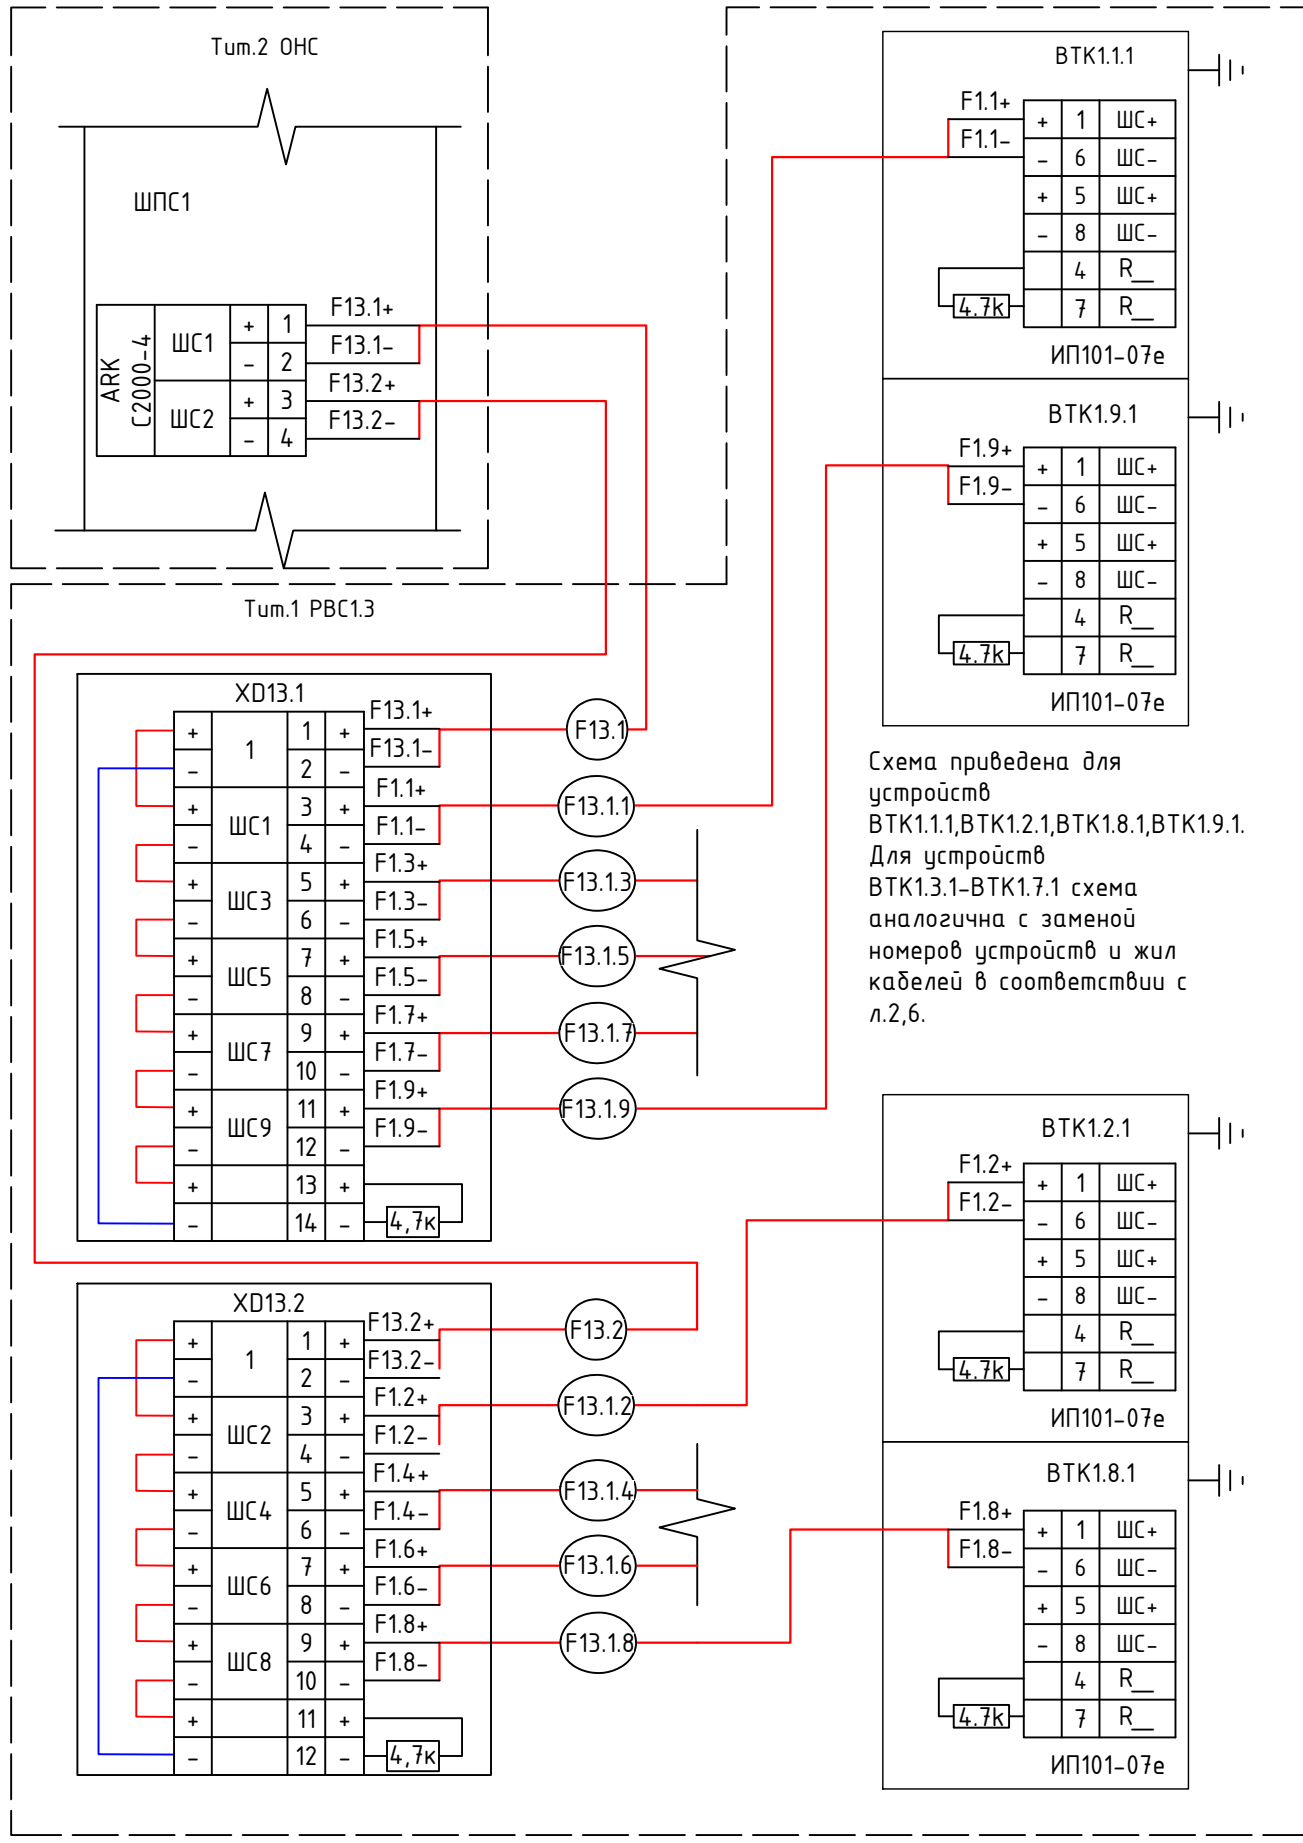 Тит.2 ОНС
ШПС1
ARK
С2000-4
ШС1
+ 1 F13.1+
- 2 F13.1-
ШС2
+ 3 F13.2+
- 4 F13.2-
Тит.1 РВС1.3
XD13.1
+ 1 1 + F13.1+
- 2 - F13.1-
F13.1
+ ШС1 3 + F1.1+
- 4 - F1.1-
F13.1.1
+ ШС3 5 + F1.3+
- 6 - F1.3-
F13.1.3
+ ШС5 7 + F1.5+
- 8 - F1.5-
F13.1.5
+ ШС7 9 + F1.7+
- 10 - F1.7-
F13.1.7
+ ШС9 11 + F1.9+
- 12 - F1.9-
F13.1.9
+ 13 +
- 14 - 4,7к
XD13.2
+ 1 1 + F13.2+
- 2 - F13.2-
F13.2
+ ШС2 3 + F1.2+
- 4 - F1.2-
F13.1.2
+ ШС4 5 + F1.4+
- 6 - F1.4-
F13.1.4
+ ШС6 7 + F1.6+
- 8 - F1.6-
F13.1.6
+ ШС8 9 + F1.8+
- 10 - F1.8-
F13.1.8
+ 11 +
- 12 - 4,7к
ВТК1.1.1
F1.1+ + 1 ШС+
F1.1- - 6 ШС-
+ 5 ШС+
- 8 ШС-
4 R__
4.7k 7 R__
ИП101-07е
ВТК1.9.1
F1.9+ + 1 ШС+
F1.9- - 6 ШС-
+ 5 ШС+
- 8 ШС-
4 R__
4.7k 7 R__
ИП101-07е
Схема приведена для
устройств
ВТК1.1.1,ВТК1.2.1,ВТК1.8.1,ВТК1.9.1.
Для устройств
ВТК1.3.1-ВТК1.7.1 схема
аналогична с заменой
номеров устройств и жил
кабелей в соответствии с
л.2,6.
ВТК1.2.1
F1.2+ + 1 ШС+
F1.2- - 6 ШС-
+ 5 ШС+
- 8 ШС-
4 R__
4.7k 7 R__
ИП101-07е
ВТК1.8.1
F1.8+ + 1 ШС+
F1.8- - 6 ШС-
+ 5 ШС+
- 8 ШС-
4 R__
4.7k 7 R__
ИП101-07е